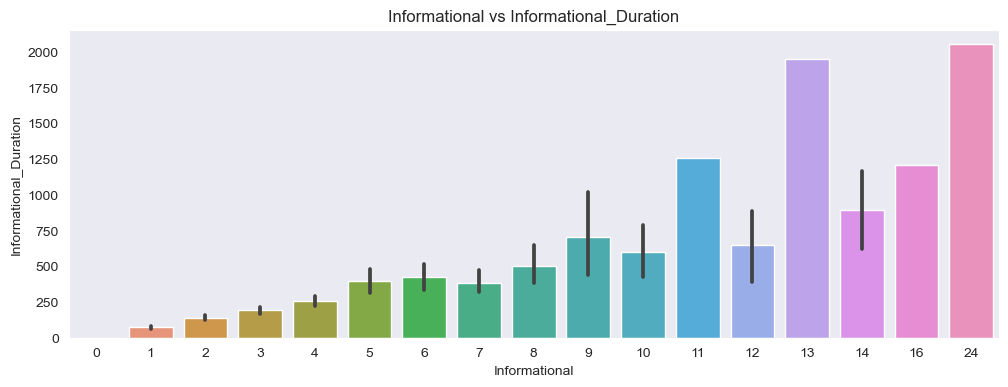 Informational vs Informational_Duration
Informational_Duration
2000
1750
1500
1250
1000
750
500
250
0
0 1 2 3 4 5 6 7 8 9 10 11 12 13 14 16 24
Informational